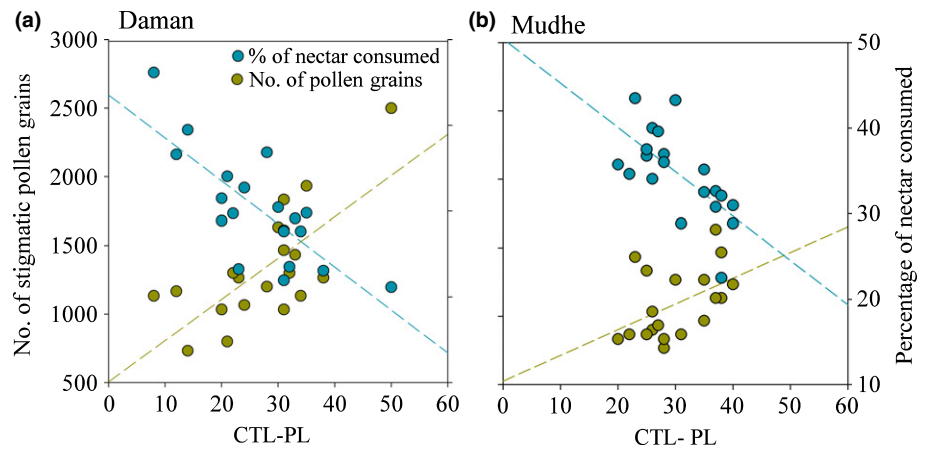 (a) Daman
% of nectar consumed
No. of pollen grains
No. of stigmatic pollen grains
3000
2500
2000
1500
1000
500
0 10 20 30 40 50 60
CTL-PL
(b) Mudhe
50
40
30
20
10
Percentage of nectar consumed
0 10 20 30 40 50 60
CTL- PL